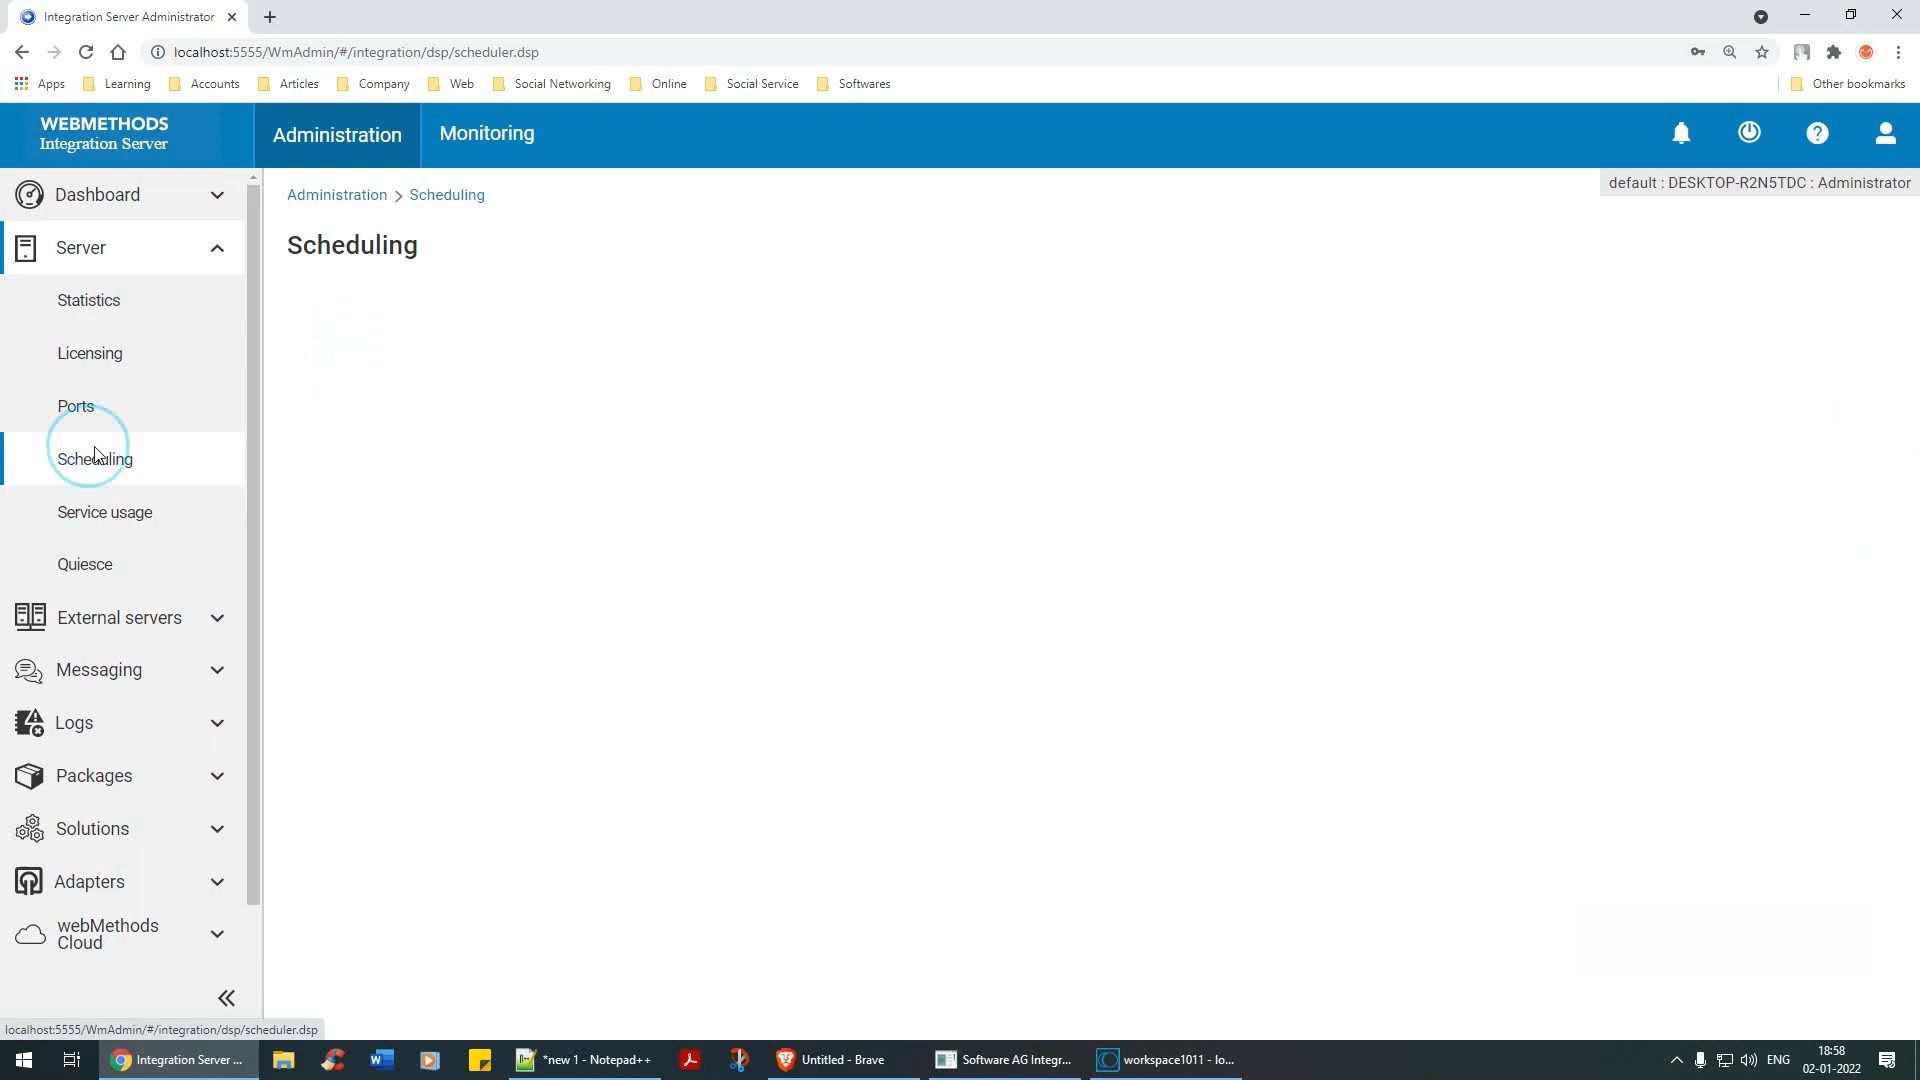 Integration Server Administrator
localhost:5555/WmAdmin/#/integration/dsp/scheduler.dsp
Apps Learning Accounts Articles Company Web Social Networking Online Social Service Softwares Other bookmarks
WEBMETHODS
Integration Server
Administration Monitoring
default : DESKTOP-R2N5TDC : Administrator
Administration > Scheduling
Scheduling
Dashboard
Server
Statistics
Licensing
Ports
Scheduling
Service usage
Quiesce
External servers
Messaging
Logs
Packages
Solutions
Adapters
webMethods
Cloud
localhost:5555/WmAdmin/#/integration/dsp/scheduler.dsp
Integration Server ... *new 1 - Notepad++ Untitled - Brave Software AG Integr... workspace1011 - lo... ENG
18:58
02-01-2022